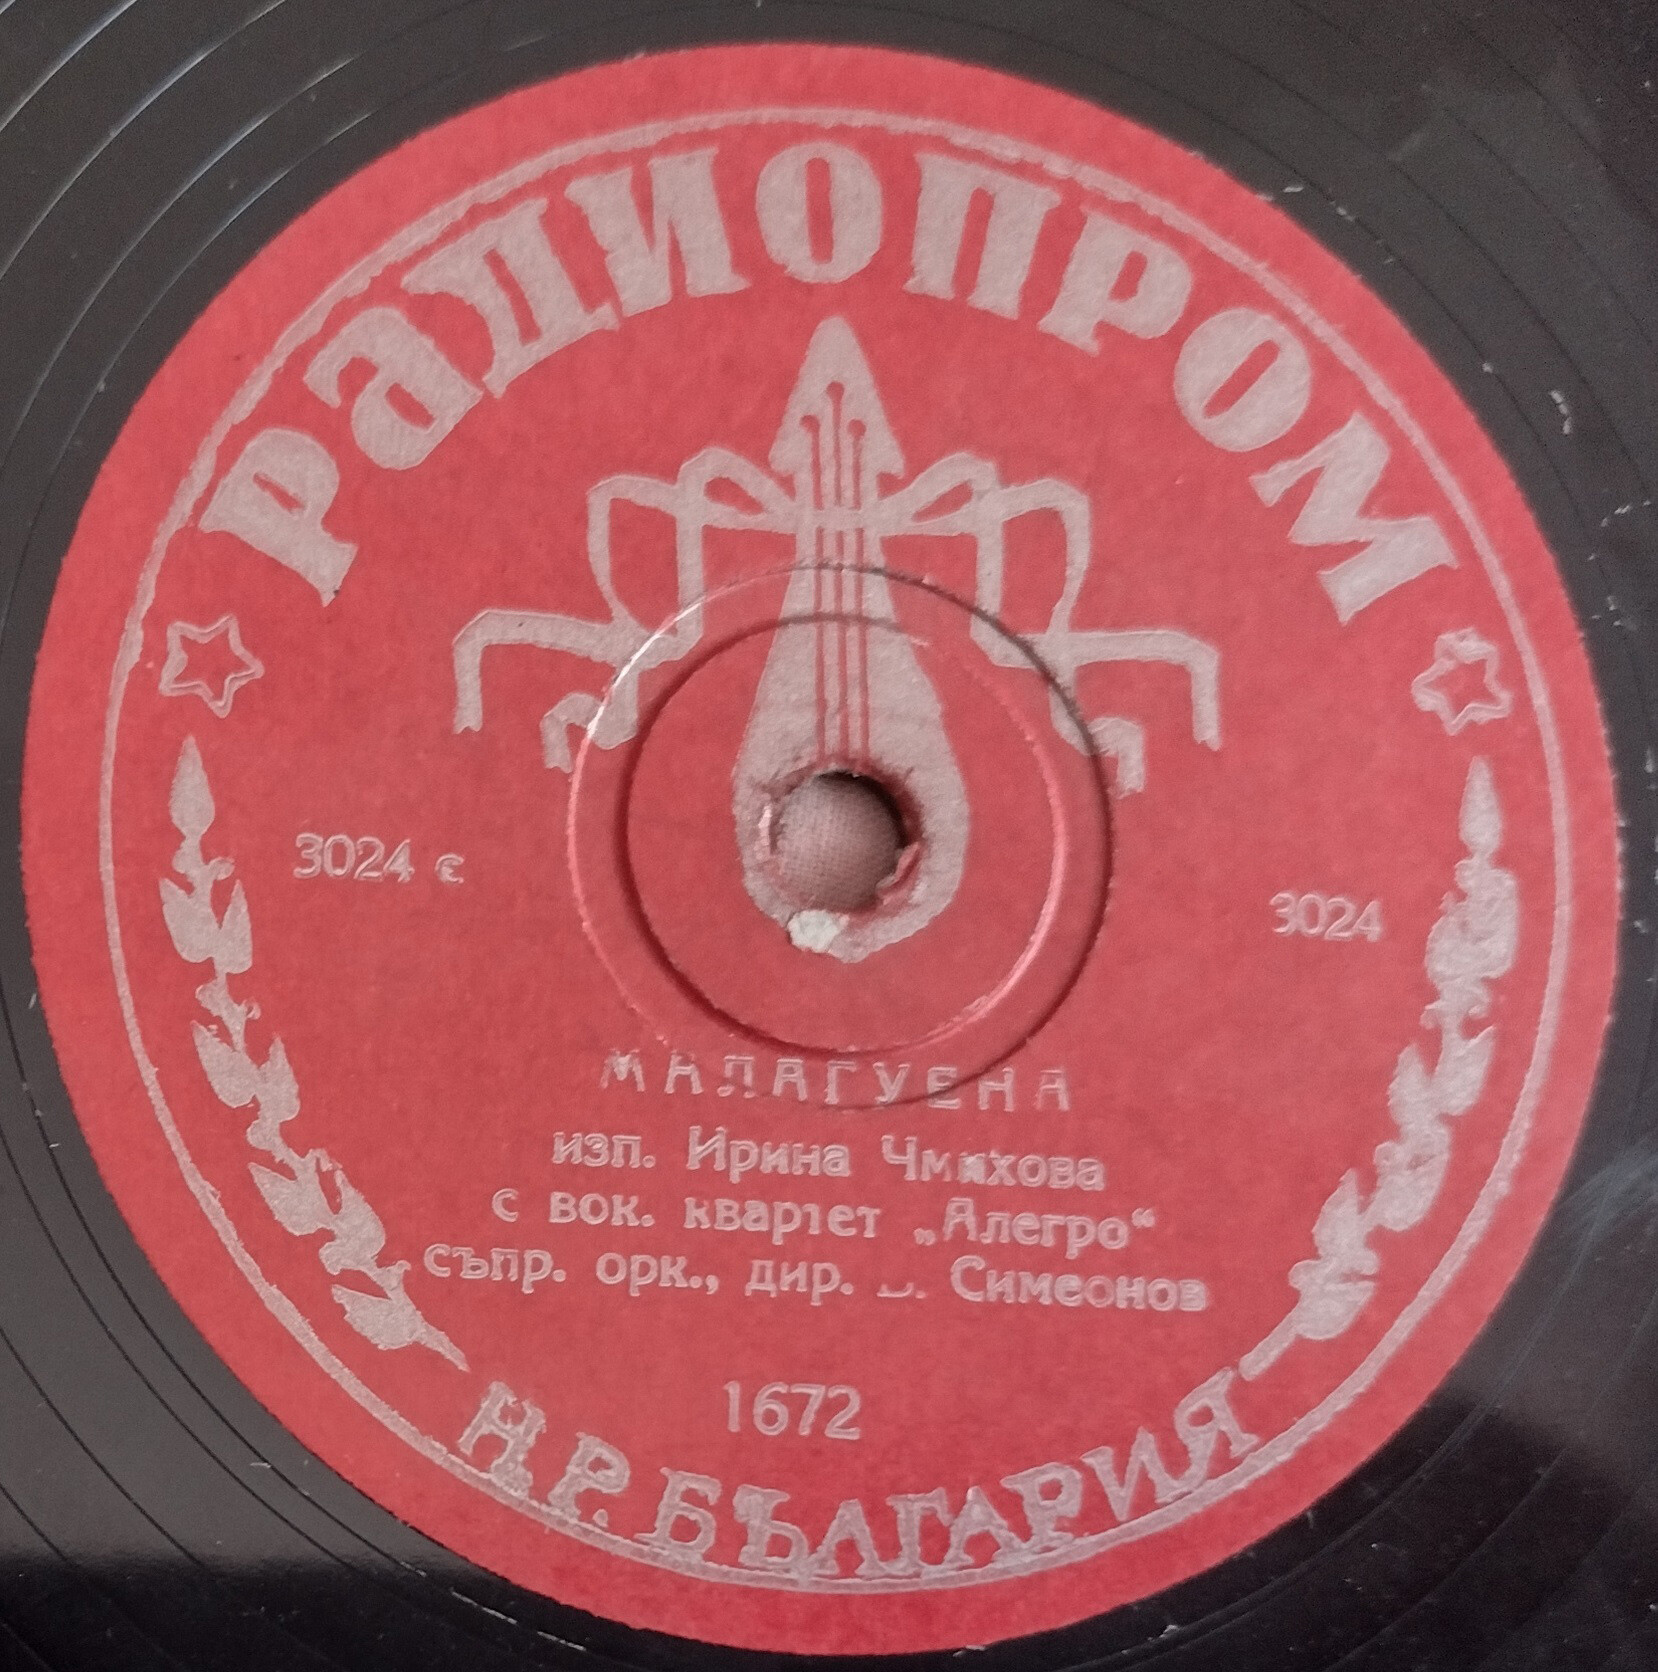 РАДИОПРОМ
3024 є
3024
МАЛАГУЕНА
изп. Ирина Чмихова
с вок. квартет „Алегро“
съпр. орк., дир. Симеонов
1672
Н.Р. БЪЛГАРИЯ